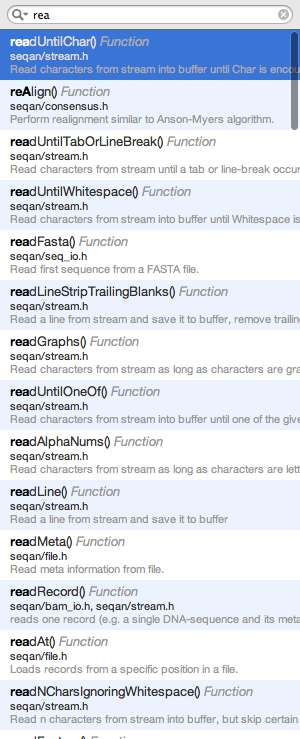 rea
readUntilChar() Function
seqan/stream.h
Read characters from stream into buffer until Char is encou
reAlign() Function
seqan/consensus.h
Perform realignment similar to Anson-Myers algorithm.
readUntilTabOrLineBreak() Function
seqan/stream.h
Read characters from stream until a tab or line-break occur
readUntilWhitespace() Function
seqan/stream.h
Read characters from stream into buffer until Whitespace is
readFasta() Function
seqan/seq_io.h
Read first sequence from a FASTA file.
readLineStripTrailingBlanks() Function
seqan/stream.h
Read a line from stream and save it to buffer, remove trailin
readGraphs() Function
seqan/stream.h
Read characters from stream as long as characters are gra
readUntilOneOf() Function
seqan/stream.h
Read characters from stream into buffer until one of the give
readAlphaNums() Function
seqan/stream.h
Read characters from stream as long as characters are lett
readLine() Function
seqan/stream.h
Read a line from stream and save it to buffer
readMeta() Function
seqan/file.h
Read meta information from file.
readRecord() Function
seqan/bam_io.h, seqan/stream.h
reads one record (e.g. a single DNA-sequence and its meta
readAt() Function
seqan/file.h
Loads records from a specific position in a file.
readNCharsIgnoringWhitespace() Function
seqan/stream.h
Read n characters from stream into buffer, but skip certain